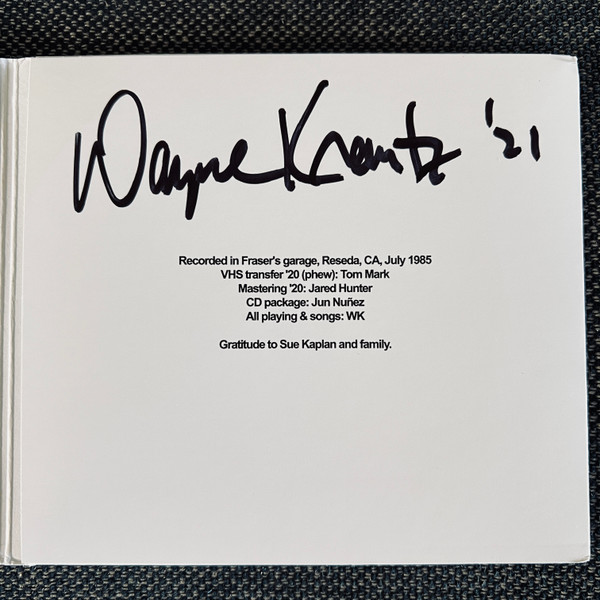 Wayne Krantz '21
Recorded in Fraser's garage, Reseda, CA, July 1985
VHS transfer '20 (phew): Tom Mark
Mastering '20: Jared Hunter
CD package: Jun Nuñez
All playing & songs: WK
Gratitude to Sue Kaplan and family.